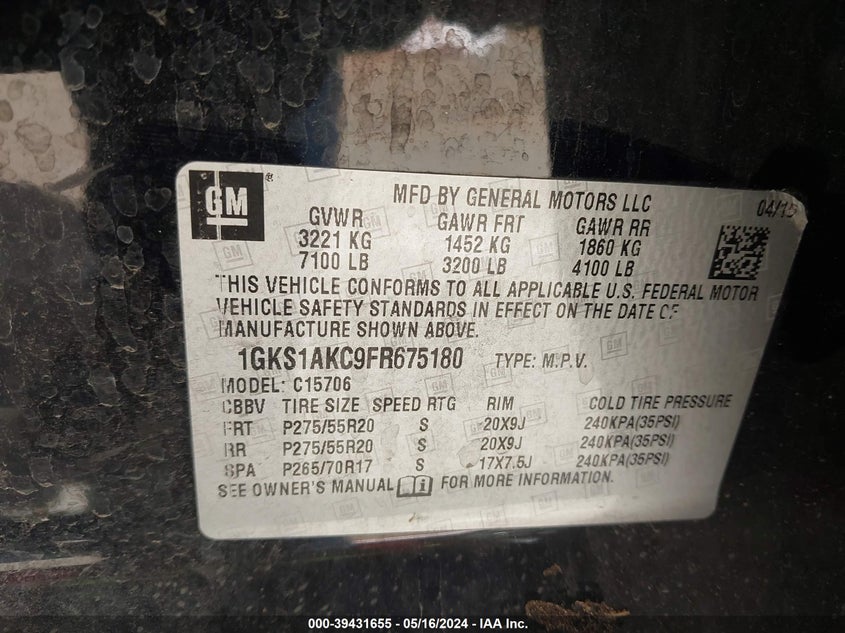 GM
MFD BY GENERAL MOTORS LLC
04/15
GVWR GAWR FRT GAWR RR
3221 KG 1452 KG 1860 KG
7100 LB 3200 LB 4100 LB
THIS VEHICLE CONFORMS TO ALL APPLICABLE U.S. FEDERAL MOTOR
VEHICLE SAFETY STANDARDS IN EFFECT ON THE DATE OF
MANUFACTURE SHOWN ABOVE.
1GKS1AKC9FR675180 TYPE: M.P.V.
MODEL: C15706
CBBV TIRE SIZE SPEED RTG RIM COLD TIRE PRESSURE
FRT P275/55R20 S 20X9J 240KPA(35PSI)
RR P275/55R20 S 20X9J 240KPA(35PSI)
SPA P265/70R17 S 17X7.5J 240KPA(35PSI)
SEE OWNER'S MANUAL FOR MORE INFORMATION.
000-39431655 - 05/16/2024 - IAA Inc.